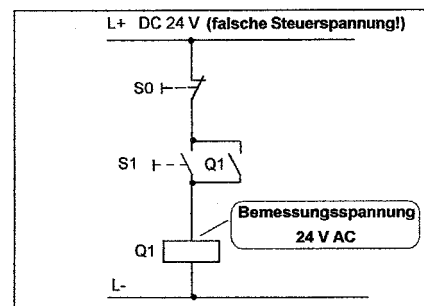 L+ DC 24 V (falsche Steuerspannung!)
S0
S1
Q1
Bemessungsspannung
24 V AC
Q1
L-